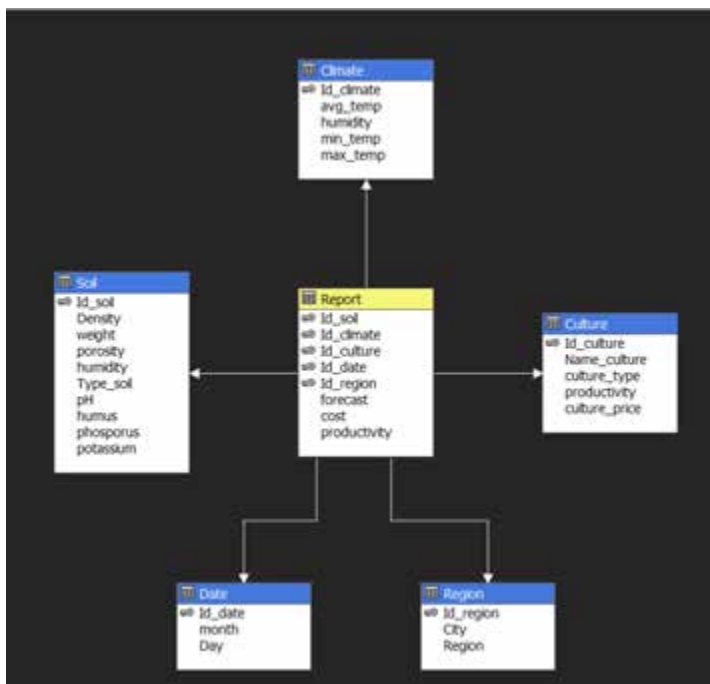 Climate
Id_climate
avg_temp
humidity
min_temp
max_temp
Soil
Id_soil
Density
weight
porosity
humidity
Type_soil
pH
humus
phosporus
potassium
Report
Id_soil
Id_climate
Id_culture
Id_date
Id_region
forecast
cost
productivity
Culture
Id_culture
Name_culture
culture_type
productivity
culture_price
Date
Id_date
month
Day
Region
Id_region
City
Region